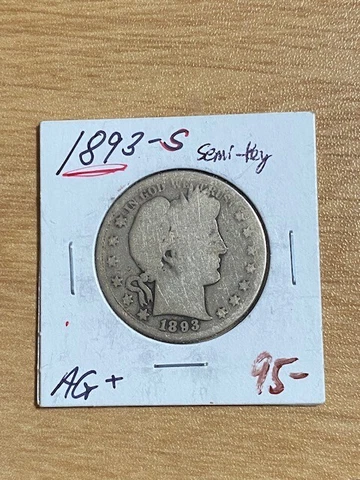 1893-S
Semi-Key
IN GOD WE TRUST
1893
AG+
95-